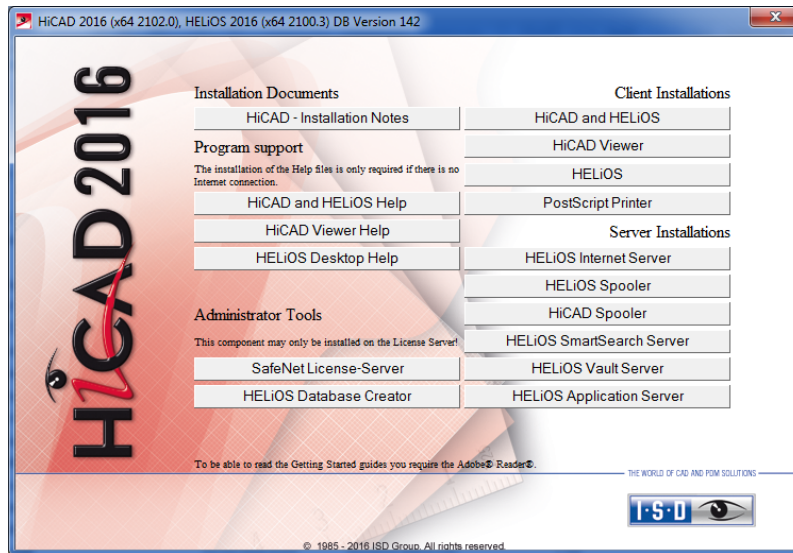 HiCAD 2016 (x64 2102.0), HELiOS 2016 (x64 2100.3) DB Version 142
HiCAD 2016
Installation Documents
HiCAD - Installation Notes
Program support
The installation of the Help files is only required if there is no
Internet connection.
HiCAD and HELiOS Help
HiCAD Viewer Help
HELiOS Desktop Help
Administrator Tools
This component may only be installed on the License Server!
SafeNet License-Server
HELiOS Database Creator
Client Installations
HiCAD and HELiOS
HiCAD Viewer
HELiOS
PostScript Printer
Server Installations
HELiOS Internet Server
HELiOS Spooler
HiCAD Spooler
HELiOS SmartSearch Server
HELiOS Vault Server
HELiOS Application Server
To be able to read the Getting Started guides you require the Adobe® Reader®.
THE WORLD OF CAD AND PDM SOLUTIONS
I·S·D
© 1985 - 2016 ISD Group. All rights reserved.